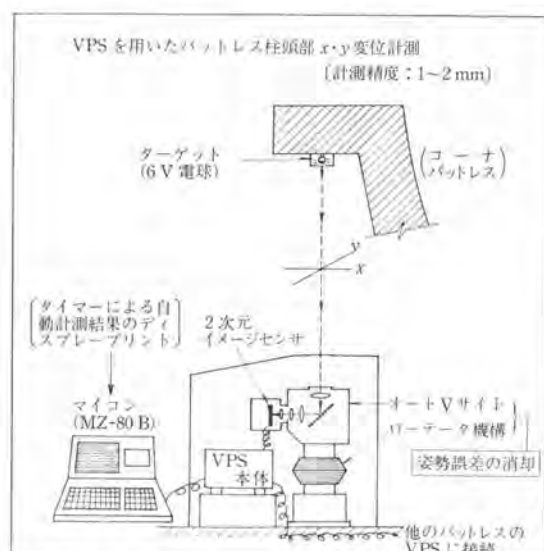 VPSを用いたバットレス柱頭部x・y変位計測
〔計測精度:1~2mm〕
ターゲット
(6V電球)
(コーナ
バットレス)
y
x
〔タイマーによる自
動計測結果のディ
スプレープリント〕
2次元
イメージセンサ
マイコン
(MZ-80B)
オートVサイト
ローテータ機構
VPS
本体
姿勢誤差の消却
他のバットレスの
VPSに接続